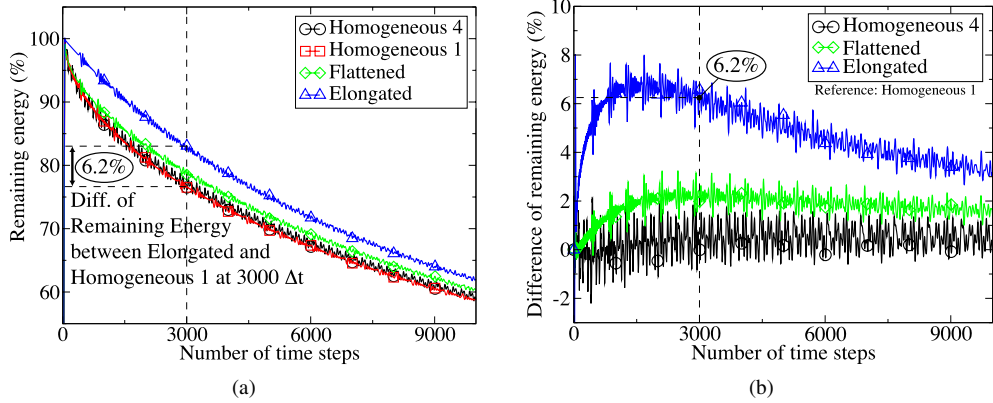 100
90
80
70
60
Remaining energy (%)
Homogeneous 4
Homogeneous 1
Flattened
Elongated
6.2%
Diff. of
Remaining Energy
between Elongated and
Homogeneous 1 at 3000 Δt
0
3000
6000
9000
Number of time steps
(a)
10
8
6
4
2
0
-2
Difference of remaining energy (%)
6.2%
Homogeneous 4
Flattened
Elongated
Reference: Homogeneous 1
0
3000
6000
9000
Number of time steps
(b)